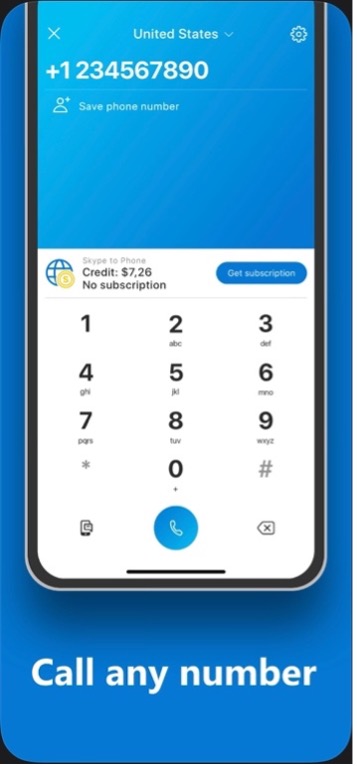 United States
+1 234567890
Save phone number
Skype to Phone
Credit: $7,26
No subscription
Get subscription
1 2 3
abc def
4 5 6
ghi jkl mno
7 8 9
pqrs tuv wxyz
* 0 #
+
Call any number